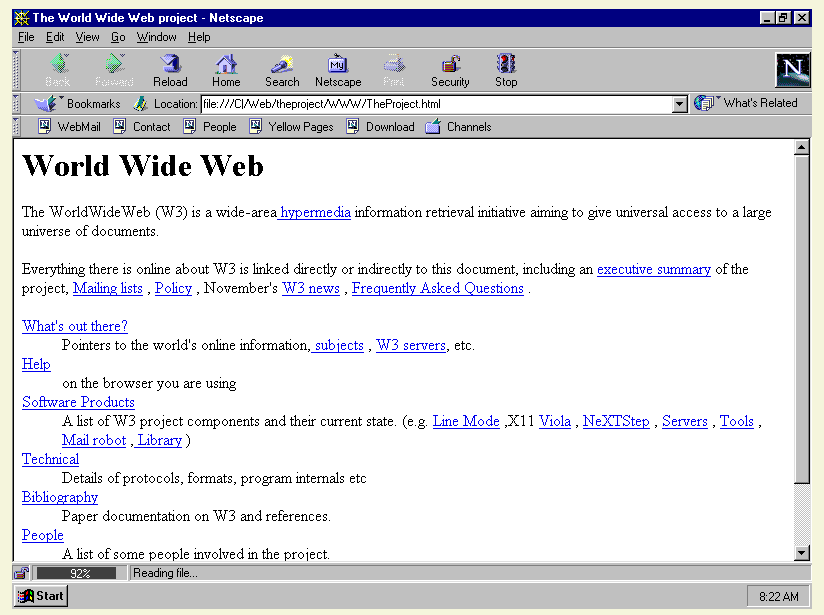 The World Wide Web project - Netscape
File Edit View Go Window Help
Back Forward Reload Home Search My Netscape Print Security Stop N
Bookmarks Location: file:///C|/Web/theproject/WWW/TheProject.html What's Related
WebMail Contact People Yellow Pages Download Channels
World Wide Web
The WorldWideWeb (W3) is a wide-area hypermedia information retrieval initiative aiming to give universal access to a large
universe of documents.
Everything there is online about W3 is linked directly or indirectly to this document, including an executive summary of the
project, Mailing lists , Policy , November's W3 news , Frequently Asked Questions .
What's out there?
Pointers to the world's online information, subjects , W3 servers, etc.
Help
on the browser you are using
Software Products
A list of W3 project components and their current state. (e.g. Line Mode ,X11 Viola , NeXTStep , Servers , Tools ,
Mail robot , Library )
Technical
Details of protocols, formats, program internals etc
Bibliography
Paper documentation on W3 and references.
People
A list of some people involved in the project.
92% Reading file...
Start 8:22 AM